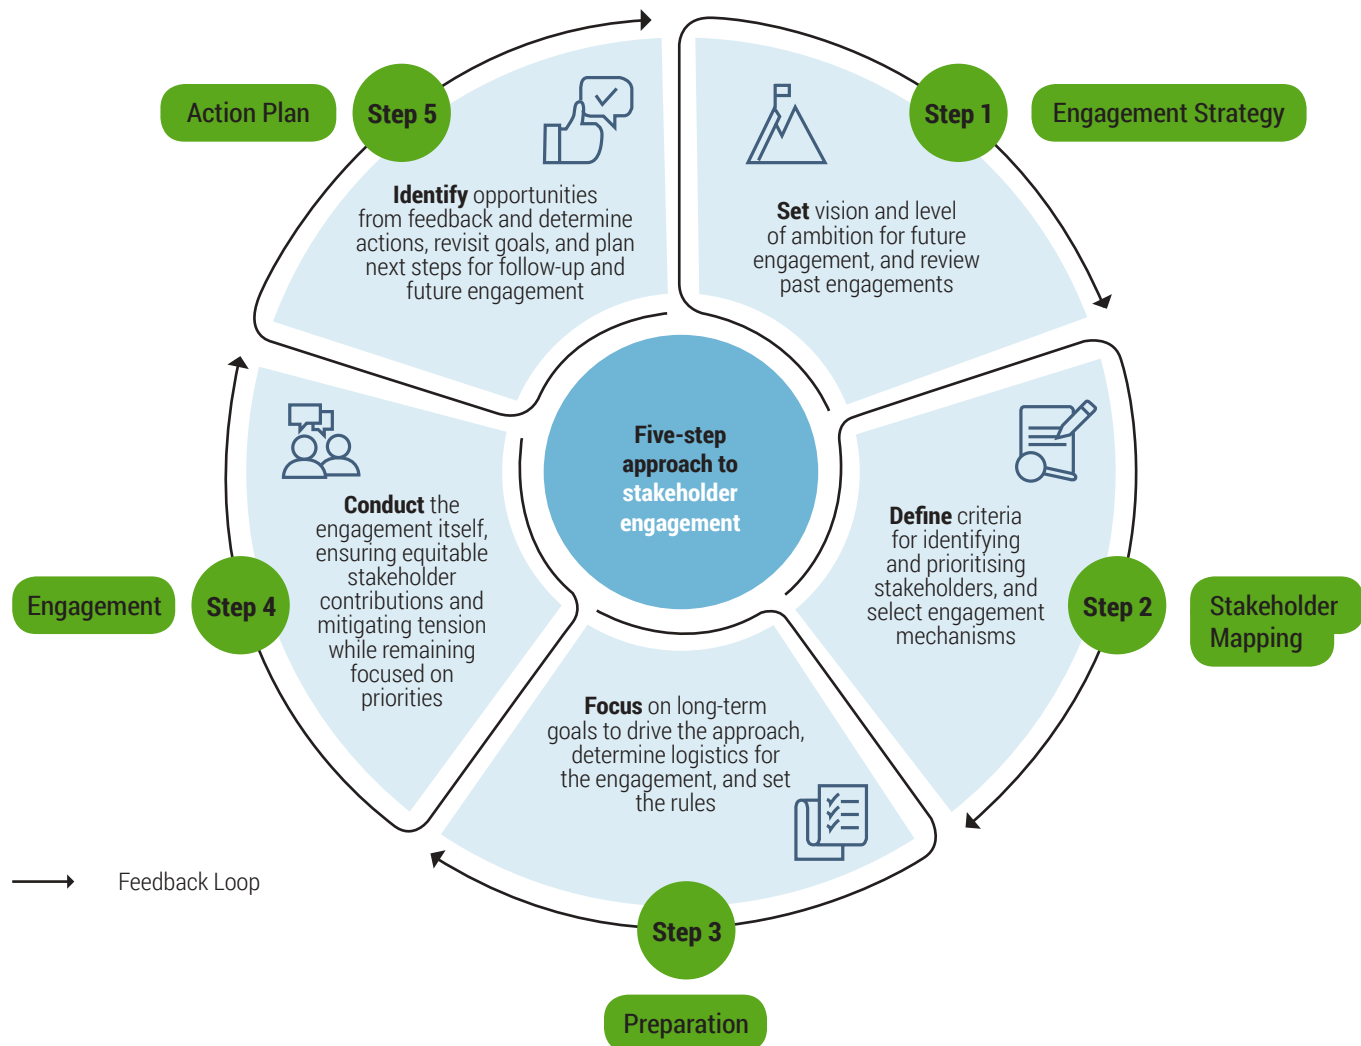 Five-step
approach to
stakeholder
engagement
Step 1
Engagement Strategy
Set vision and level
of ambition for future
engagement, and review
past engagements
Step 2
Stakeholder
Mapping
Define criteria
for identifying
and prioritising
stakeholders, and
select engagement
mechanisms
Step 3
Preparation
Focus on long-term
goals to drive the approach,
determine logistics for
the engagement, and set
the rules
Step 4
Engagement
Conduct the
engagement itself,
ensuring equitable
stakeholder
contributions and
mitigating tension
while remaining
focused on
priorities
Step 5
Action Plan
Identify opportunities
from feedback and determine
actions, revisit goals, and plan
next steps for follow-up and
future engagement
Feedback Loop